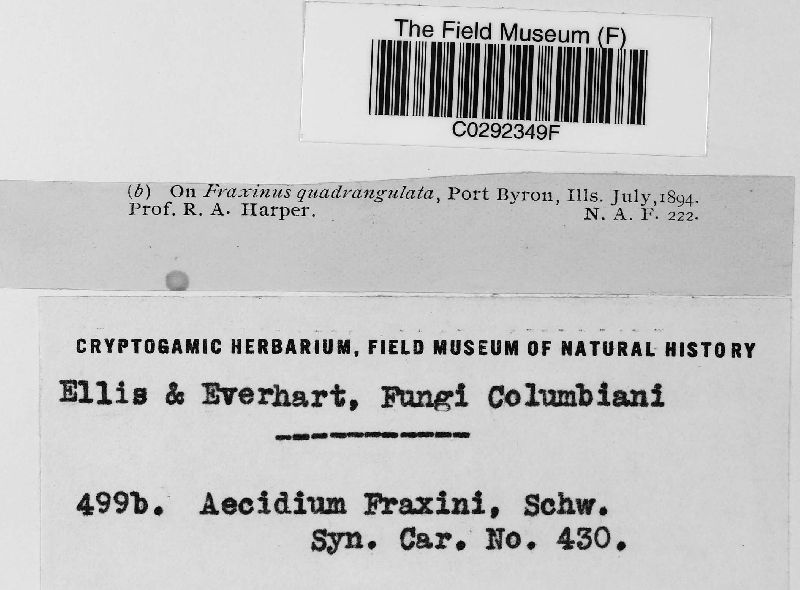 The Field Museum (F)
C0292349F
(b) On Fraxinus quadrangulata, Port Byron, Ills. July, 1894.
Prof. R. A. Harper. N. A. F. 222.
CRYPTOGAMIC HERBARIUM, FIELD MUSEUM OF NATURAL HISTORY
Ellis & Everhart, Fungi Columbiani
499b. Aecidium Fraxini, Schw.
Syn. Car. No. 430.